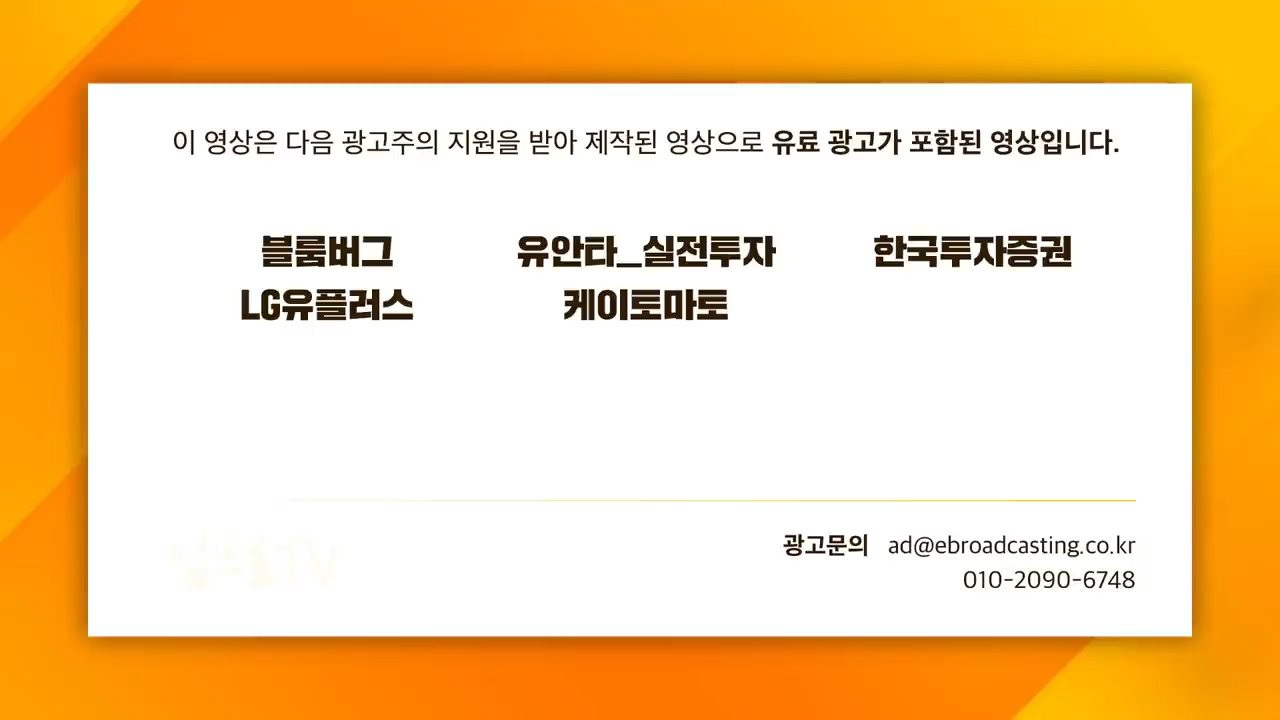 이 영상은 다음 광고주의 지원을 받아 제작된 영상으로 유료 광고가 포함된 영상입니다.
블룸버그 유안타_실전투자 한국투자증권
LG유플러스 케이토마토
광고문의 ad@ebroadcasting.co.kr
010-2090-6748